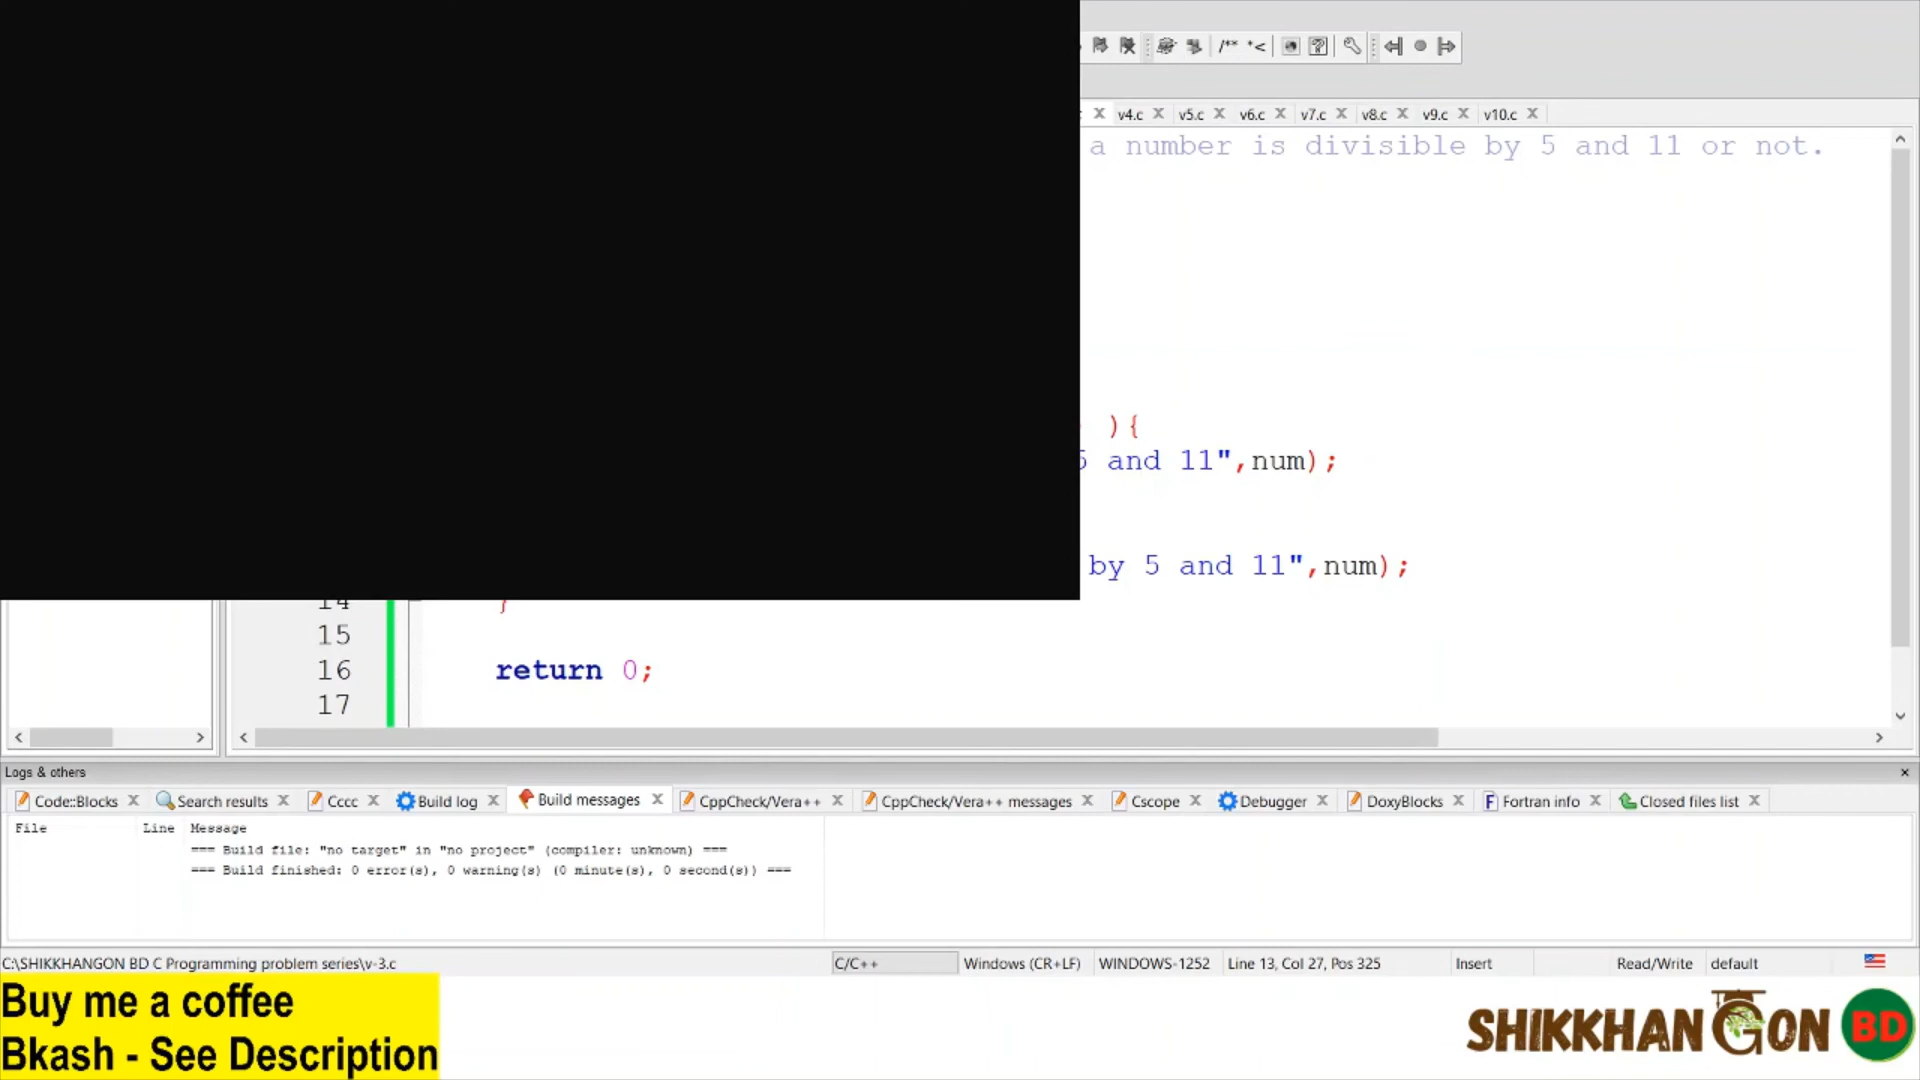 /** *<
v4.c v5.c v6.c v7.c v8.c v9.c v10.c
a number is divisible by 5 and 11 or not.
){
5 and 11",num);
by 5 and 11",num);
14 }
15
16 return 0;
17
Logs & others
Code::Blocks Search results Cccc Build log Build messages CppCheck/Vera++ CppCheck/Vera++ messages Cscope Debugger DoxyBlocks Fortran info Closed files list
File Line Message
=== Build file: "no target" in "no project" (compiler: unknown) ===
=== Build finished: 0 error(s), 0 warning(s) (0 minute(s), 0 second(s)) ===
C:\SHIKKHANGON BD C Programming problem series\v-3.c C/C++ Windows (CR+LF) WINDOWS-1252 Line 13, Col 27, Pos 325 Insert Read/Write default
Buy me a coffee
Bkash - See Description
SHIKKHANGON BD